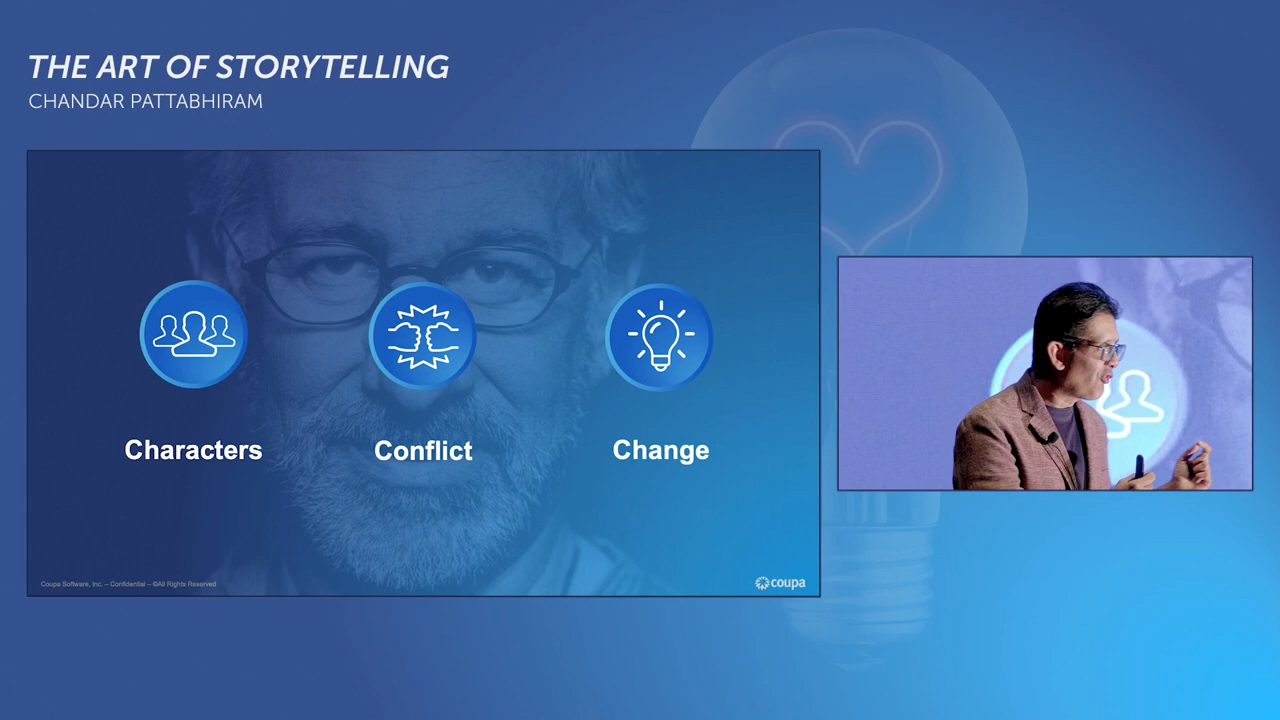 THE ART OF STORYTELLING
CHANDAR PATTABHIRAM
Characters
Conflict
Change
Coupa Software, Inc. – Confidential – ©All Rights Reserved
coupa